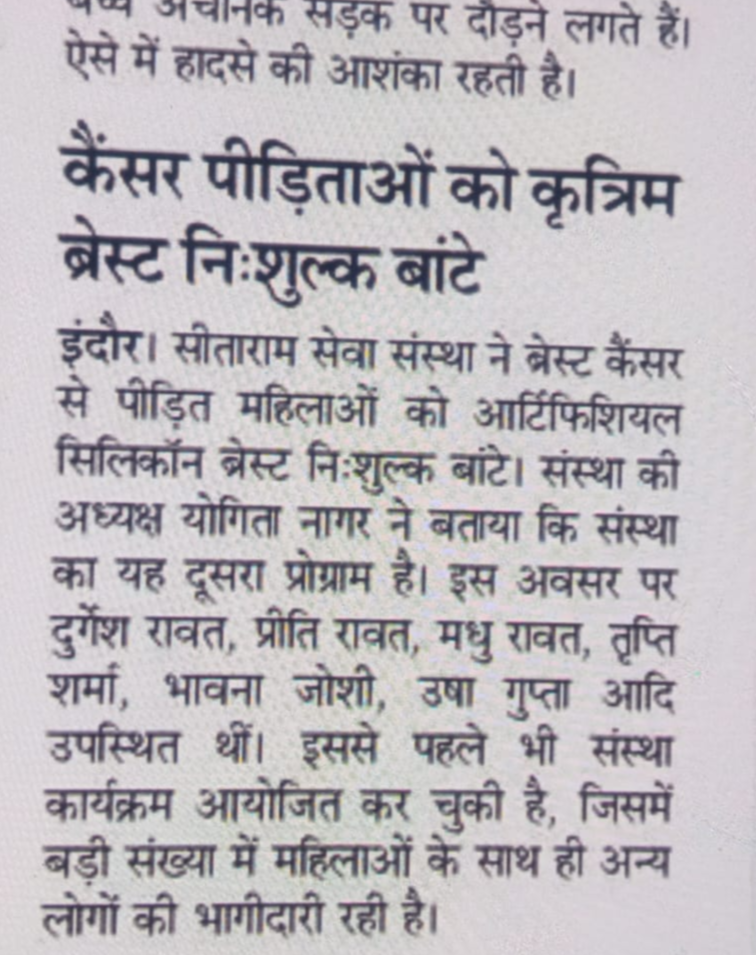 बच्चे अचानक सड़क पर दौड़ने लगते हैं।
ऐसे में हादसे की आशंका रहती है।
कैंसर पीड़िताओं को कृत्रिम
ब्रेस्ट निःशुल्क बांटे
इंदौर। सीताराम सेवा संस्था ने ब्रेस्ट कैंसर
से पीड़ित महिलाओं को आर्टिफिशियल
सिलिकॉन ब्रेस्ट निःशुल्क बांटे। संस्था की
अध्यक्ष योगिता नागर ने बताया कि संस्था
का यह दूसरा प्रोग्राम है। इस अवसर पर
दुर्गेश रावत, प्रीति रावत, मधु रावत, तृप्ति
शर्मा, भावना जोशी, उषा गुप्ता आदि
उपस्थित थीं। इससे पहले भी संस्था
कार्यक्रम आयोजित कर चुकी है, जिसमें
बड़ी संख्या में महिलाओं के साथ ही अन्य
लोगों की भागीदारी रही है।